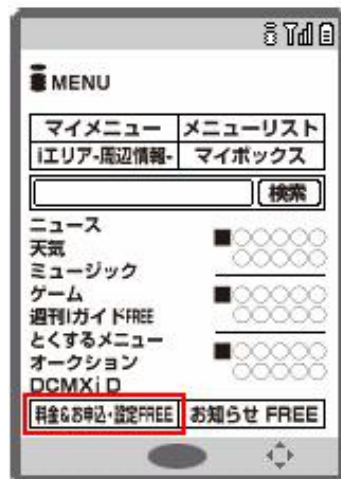 MENU
マイメニュー メニューリスト
iエリア-周辺情報- マイボックス
検索
ニュース
天気
ミュージック
ゲーム
週刊iガイドFREE
とくするメニュー
オークション
DCMXiD
料金&お申込・設定FREE お知らせ FREE